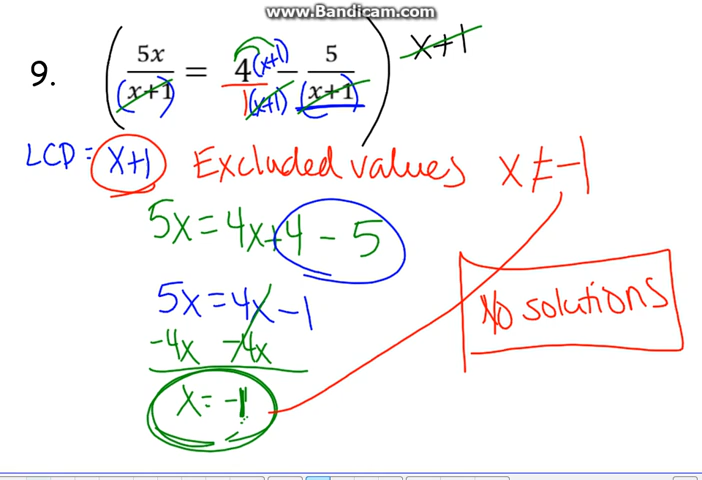 www.Bandicam.com
9. ( 5x/(x+1) = 4(x+1)/1(x+1) - 5/(x+1) ) x+1
LCD = x+1 Excluded values x ≠ -1
5x = 4x + 4 - 5
5x = 4x - 1
-4x -4x
x = -1
No solutions